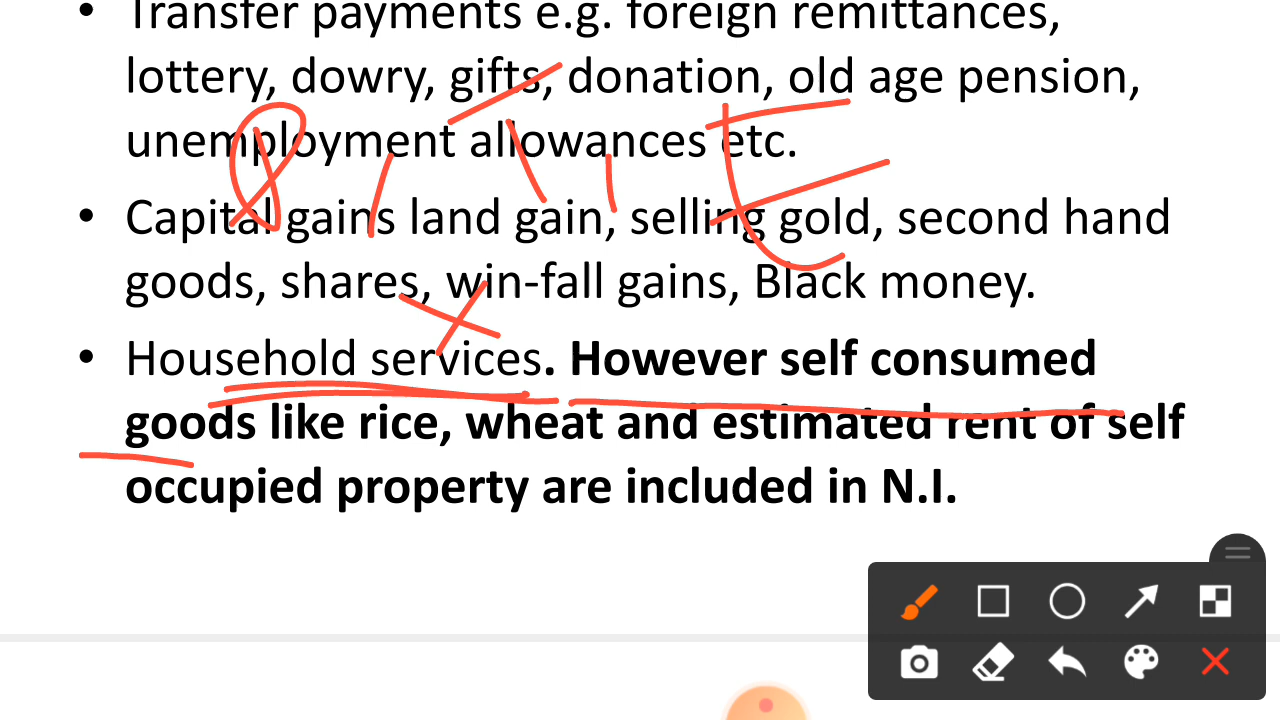 • Transfer payments e.g. foreign remittances,
lottery, dowry, gifts, donation, old age pension,
unemployment allowances etc.
• Capital gains land gain, selling gold, second hand
goods, shares, win-fall gains, Black money.
• Household services. However self consumed
goods like rice, wheat and estimated rent of self
occupied property are included in N.I.